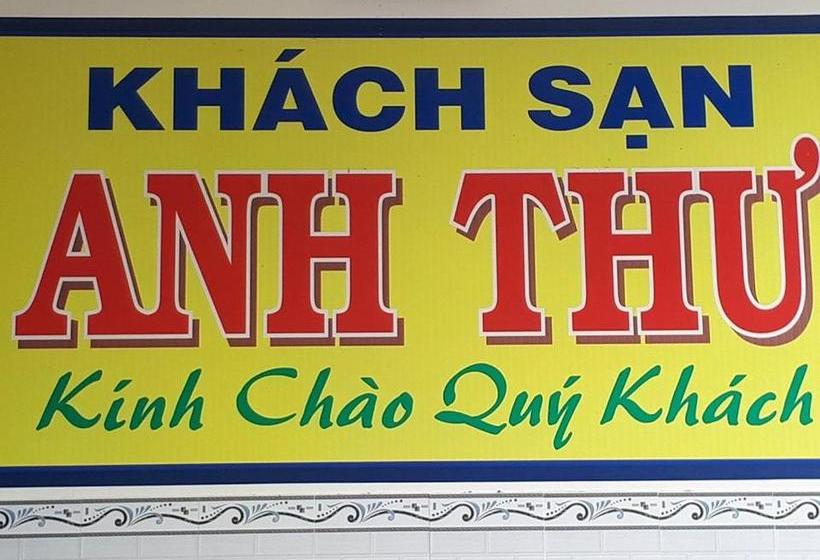 KHÁCH SẠN
ANH THƯ
Kính Chào Quý Khách